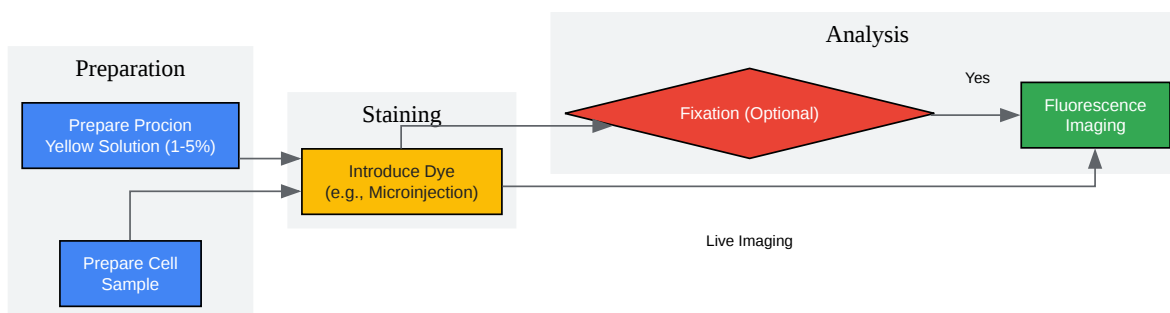 Preparation
Prepare Procion
Yellow Solution (1-5%)
Prepare Cell
Sample
Staining
Introduce Dye
(e.g., Microinjection)
Analysis
Fixation (Optional)
Yes
Fluorescence
Imaging
Live Imaging